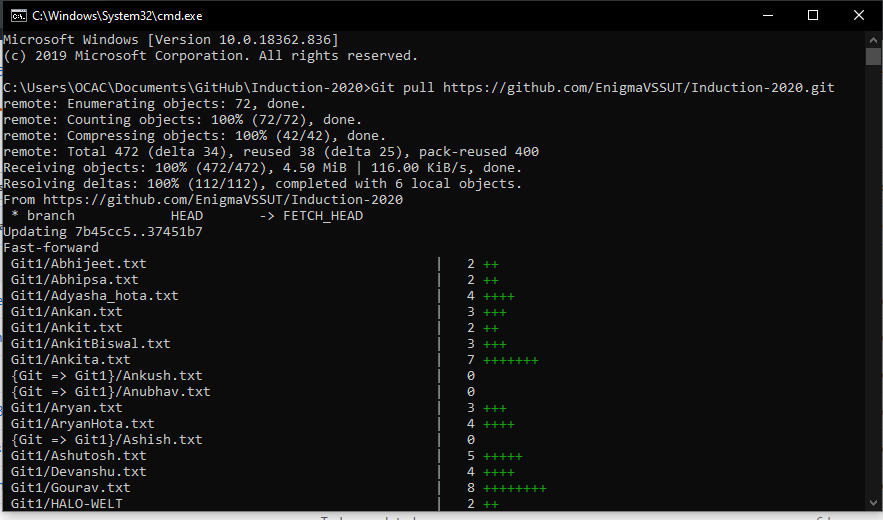 C:\Windows\System32\cmd.exe
Microsoft Windows [Version 10.0.18362.836]
(c) 2019 Microsoft Corporation. All rights reserved.
C:\Users\OCAC\Documents\GitHub\Induction-2020>Git pull https://github.com/EnigmaVSSUT/Induction-2020.git
remote: Enumerating objects: 72, done.
remote: Counting objects: 100% (72/72), done.
remote: Compressing objects: 100% (42/42), done.
remote: Total 472 (delta 34), reused 38 (delta 25), pack-reused 400
Receiving objects: 100% (472/472), 4.50 MiB | 116.00 KiB/s, done.
Resolving deltas: 100% (112/112), completed with 6 local objects.
From https://github.com/EnigmaVSSUT/Induction-2020
 * branch            HEAD       -> FETCH_HEAD
Updating 7b45cc5..37451b7
Fast-forward
 Git1/Abhijeet.txt | 2 ++
 Git1/Abhipsa.txt | 2 ++
 Git1/Adyasha_hota.txt | 4 ++++
 Git1/Ankan.txt | 3 +++
 Git1/Ankit.txt | 2 ++
 Git1/AnkitBiswal.txt | 3 +++
 Git1/Ankita.txt | 7 +++++++
 {Git => Git1}/Ankush.txt | 0
 {Git => Git1}/Anubhav.txt | 0
 Git1/Aryan.txt | 3 +++
 Git1/AryanHota.txt | 4 ++++
 {Git => Git1}/Ashish.txt | 0
 Git1/Ashutosh.txt | 5 +++++
 Git1/Devanshu.txt | 4 ++++
 Git1/Gourav.txt | 8 ++++++++
 Git1/HALO-WELT | 2 ++